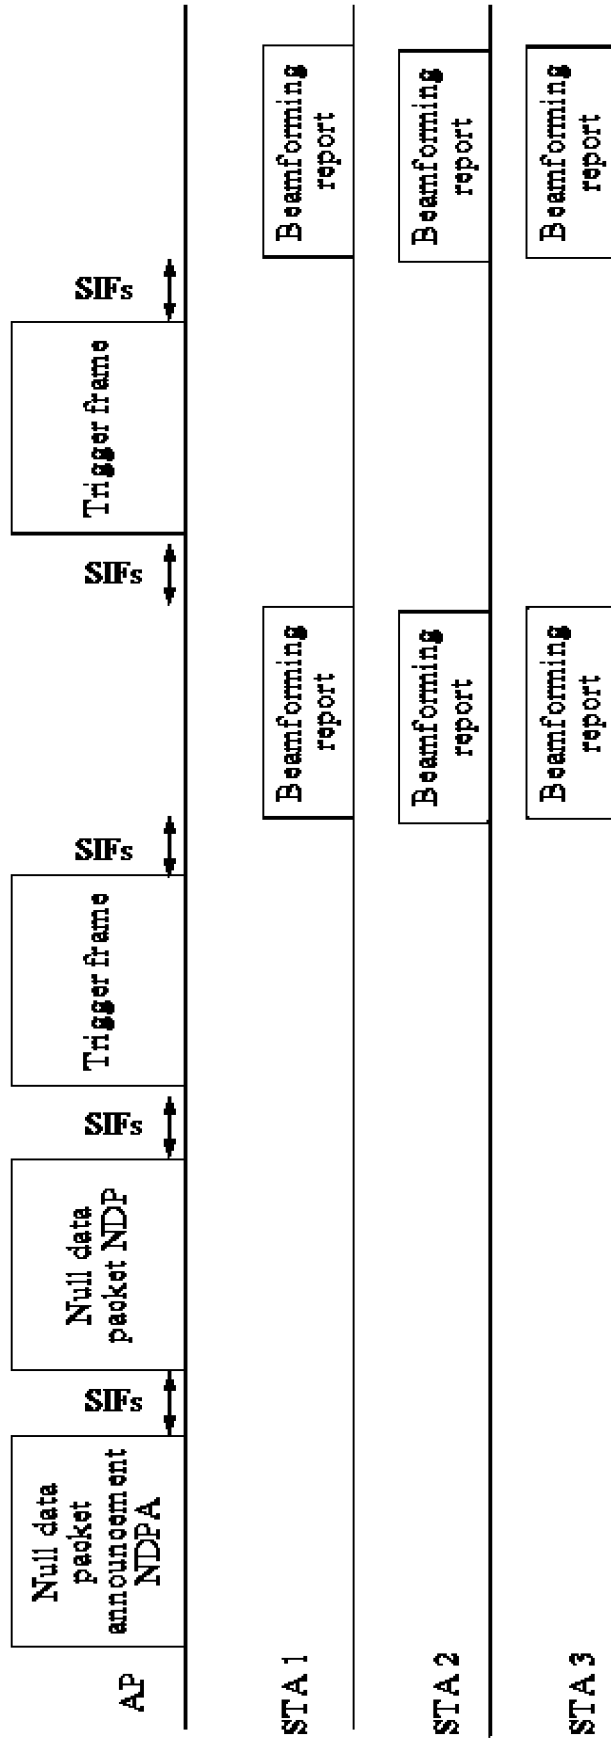 AP
Null data
packet
announcement
NDPA
SIFs
Null data
packet NDP
SIFs
Trigger frame
SIFs
SIFs
Trigger frame
SIFs
STA 1
Beamforming
report
Beamforming
report
STA 2
Beamforming
report
Beamforming
report
STA 3
Beamforming
report
Beamforming
report